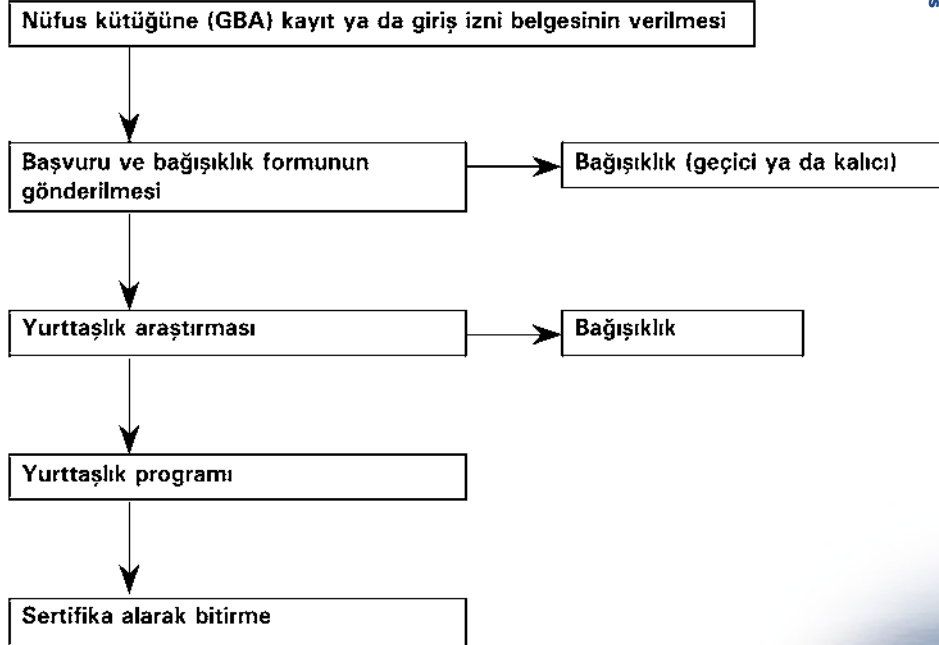 Nüfus kütüğüne (GBA) kayıt ya da giriş izni belgesinin verilmesi
Başvuru ve bağışıklık formunun
gönderilmesi
Bağışıklık (geçici ya da kalıcı)
Yurttaşlık araştırması
Bağışıklık
Yurttaşlık programı
Sertifika alarak bitirme